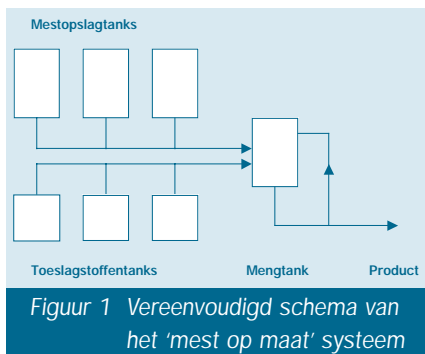 Mestopslagtanks
Toeslagstoffentanks Mengtank Product
Figuur 1 Vereenvoudigd schema van
het 'mest op maat' systeem